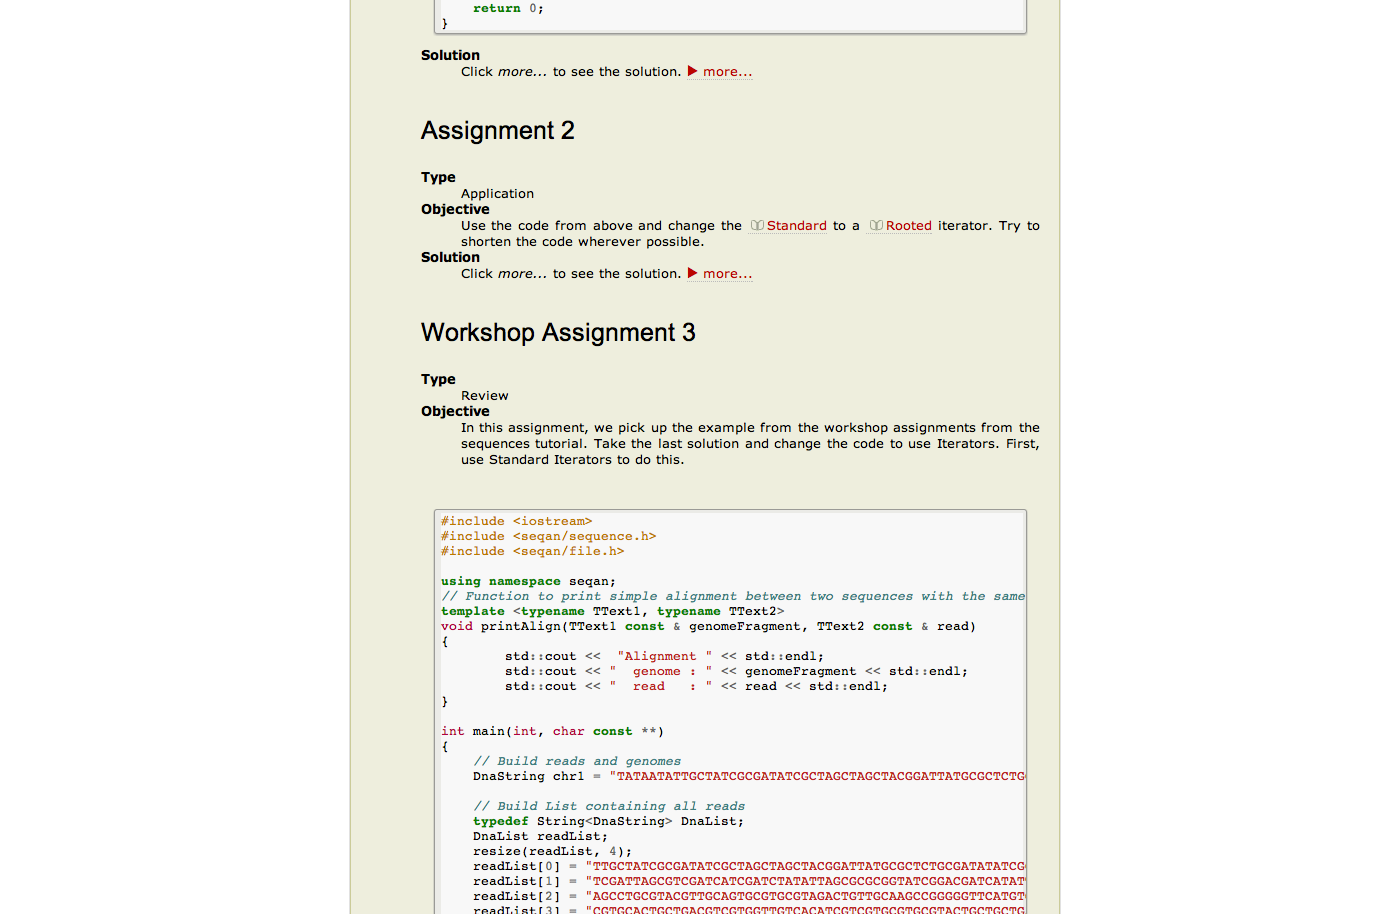 return 0;
}
Solution
Click more... to see the solution. ▶ more...
Assignment 2
Type
Application
Objective
Use the code from above and change the Standard to a Rooted iterator. Try to
shorten the code wherever possible.
Solution
Click more... to see the solution. ▶ more...
Workshop Assignment 3
Type
Review
Objective
In this assignment, we pick up the example from the workshop assignments from the
sequences tutorial. Take the last solution and change the code to use Iterators. First,
use Standard Iterators to do this.
#include <iostream>
#include <seqan/sequence.h>
#include <seqan/file.h>
using namespace seqan;
// Function to print simple alignment between two sequences with the same
template <typename TText1, typename TText2>
void printAlign(TText1 const & genomeFragment, TText2 const & read)
{
std::cout <<  "Alignment " << std::endl;
std::cout << "  genome : " << genomeFragment << std::endl;
std::cout << "  read   : " << read << std::endl;
}
int main(int, char const **)
{
// Build reads and genomes
DnaString chr1 = "TATAATATTGCTATCGCGATATCGCTAGCTAGCTACGGATTATGCGCTCTG
// Build List containing all reads
typedef String<DnaString> DnaList;
DnaList readList;
resize(readList, 4);
readList[0] = "TTGCTATCGCGATATCGCTAGCTAGCTACGGATTATGCGCTCTGCGATATATCG
readList[1] = "TCGATTAGCGTCGATCATCGATCTATATTAGCGCGCGGTATCGGACGATCATAT
readList[2] = "AGCCTGCGTACGTTGCAGTGCGTGCGTAGACTGTTGCAAGCCGGGGGTTCATGT
readList[3] = "CGTGCACTGCTGACGTCGTGGTTGTCACATCGTCGTGCGTGCGTACTGCTGCTG